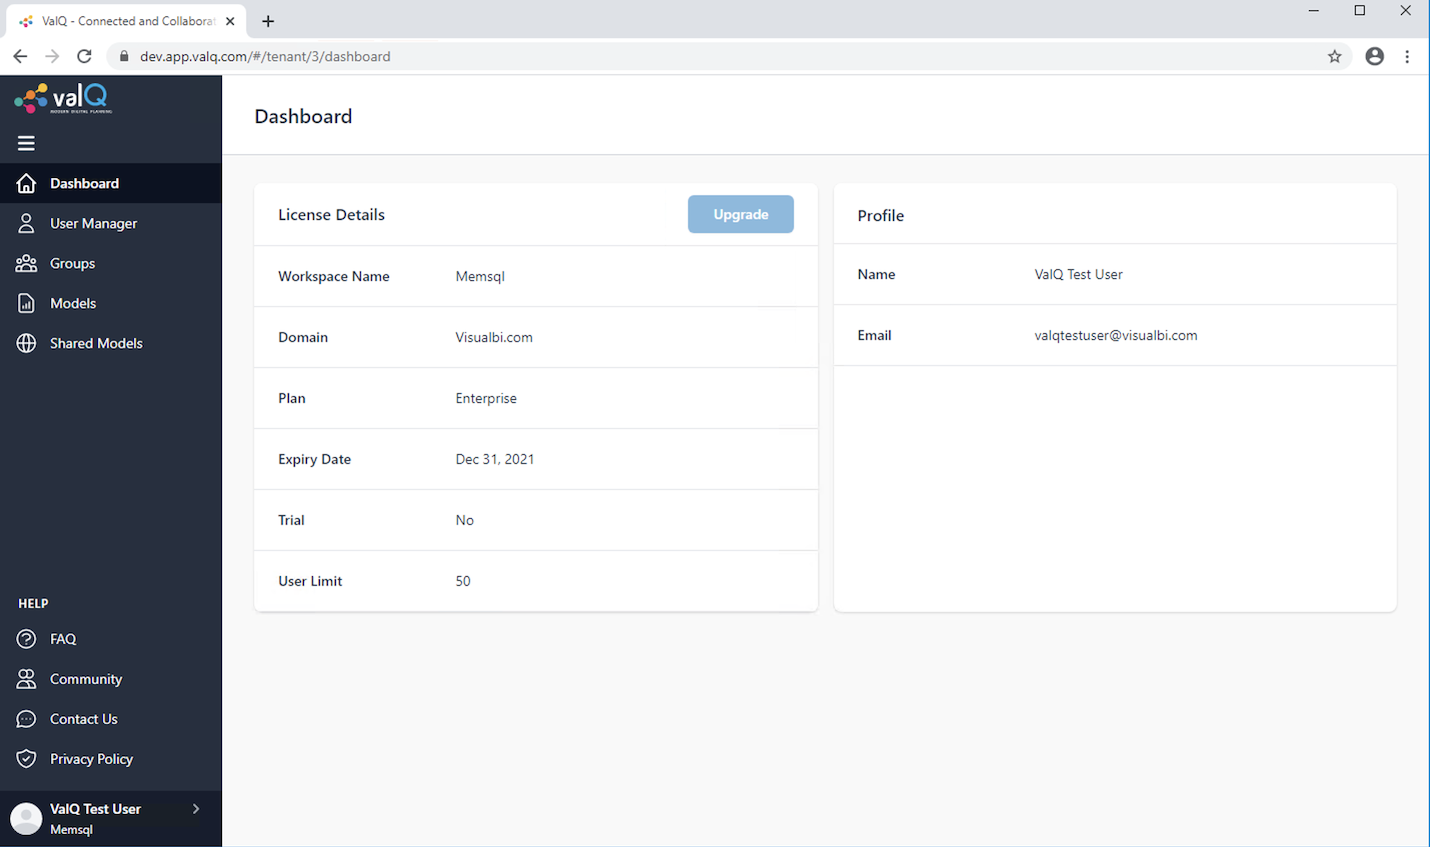 ValQ - Connected and Collaborat
dev.app.valq.com/#/tenant/3/dashboard
valQ
MODERN DIGITAL PLANNING
Dashboard
User Manager
Groups
Models
Shared Models
HELP
FAQ
Community
Contact Us
Privacy Policy
ValQ Test User
Memsql
Dashboard
License Details
Upgrade
Workspace Name Memsql
Domain Visualbi.com
Plan Enterprise
Expiry Date Dec 31, 2021
Trial No
User Limit 50
Profile
Name ValQ Test User
Email valqtestuser@visualbi.com